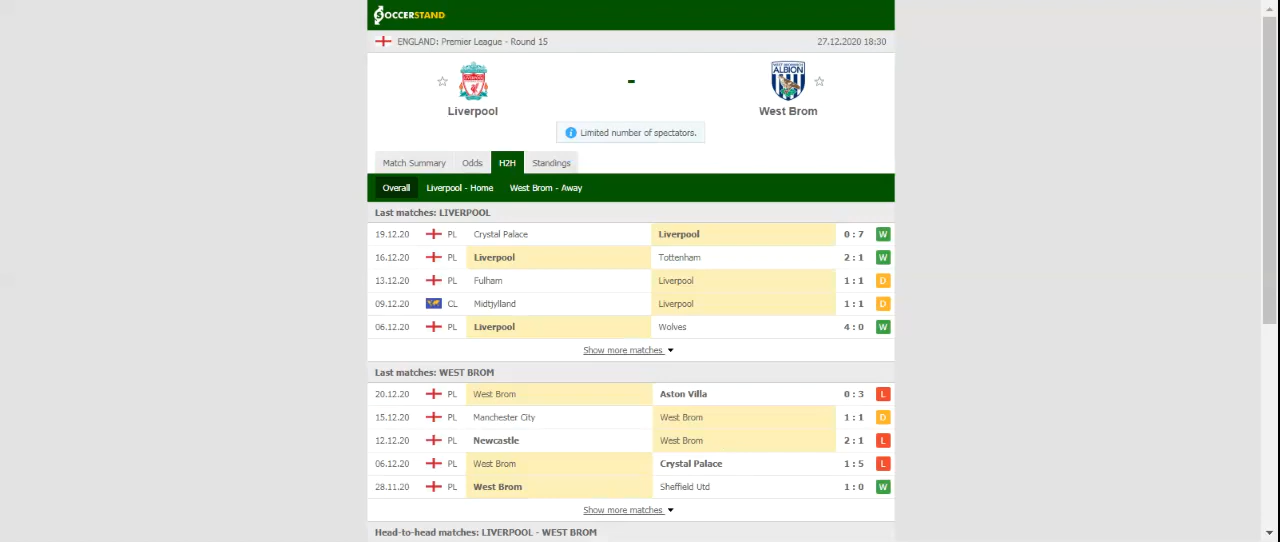 SOCCERSTAND
ENGLAND: Premier League - Round 15 27.12.2020 18:30
WEST BROMWICH
ALBION
- 
Liverpool West Brom
Limited number of spectators.
Match Summary Odds H2H Standings
Overall Liverpool - Home West Brom - Away
Last matches: LIVERPOOL
19.12.20 PL Crystal Palace Liverpool 0 : 7 W
16.12.20 PL Liverpool Tottenham 2 : 1 W
13.12.20 PL Fulham Liverpool 1 : 1 D
09.12.20 CL Midtjylland Liverpool 1 : 1 D
06.12.20 PL Liverpool Wolves 4 : 0 W
Show more matches
Last matches: WEST BROM
20.12.20 PL West Brom Aston Villa 0 : 3 L
15.12.20 PL Manchester City West Brom 1 : 1 D
12.12.20 PL Newcastle West Brom 2 : 1 L
06.12.20 PL West Brom Crystal Palace 1 : 5 L
28.11.20 PL West Brom Sheffield Utd 1 : 0 W
Show more matches
Head-to-head matches: LIVERPOOL - WEST BROM